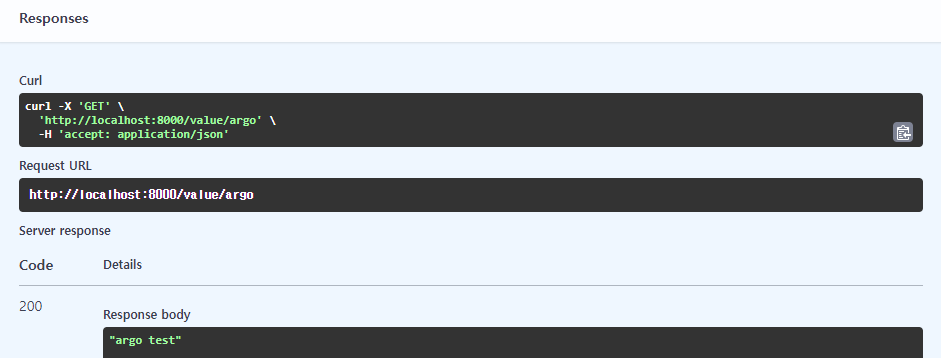 Responses
Curl
curl -X 'GET' \
'http://localhost:8000/value/argo' \
-H 'accept: application/json'
Request URL
http://localhost:8000/value/argo
Server response
Code Details
200
Response body
"argo test"